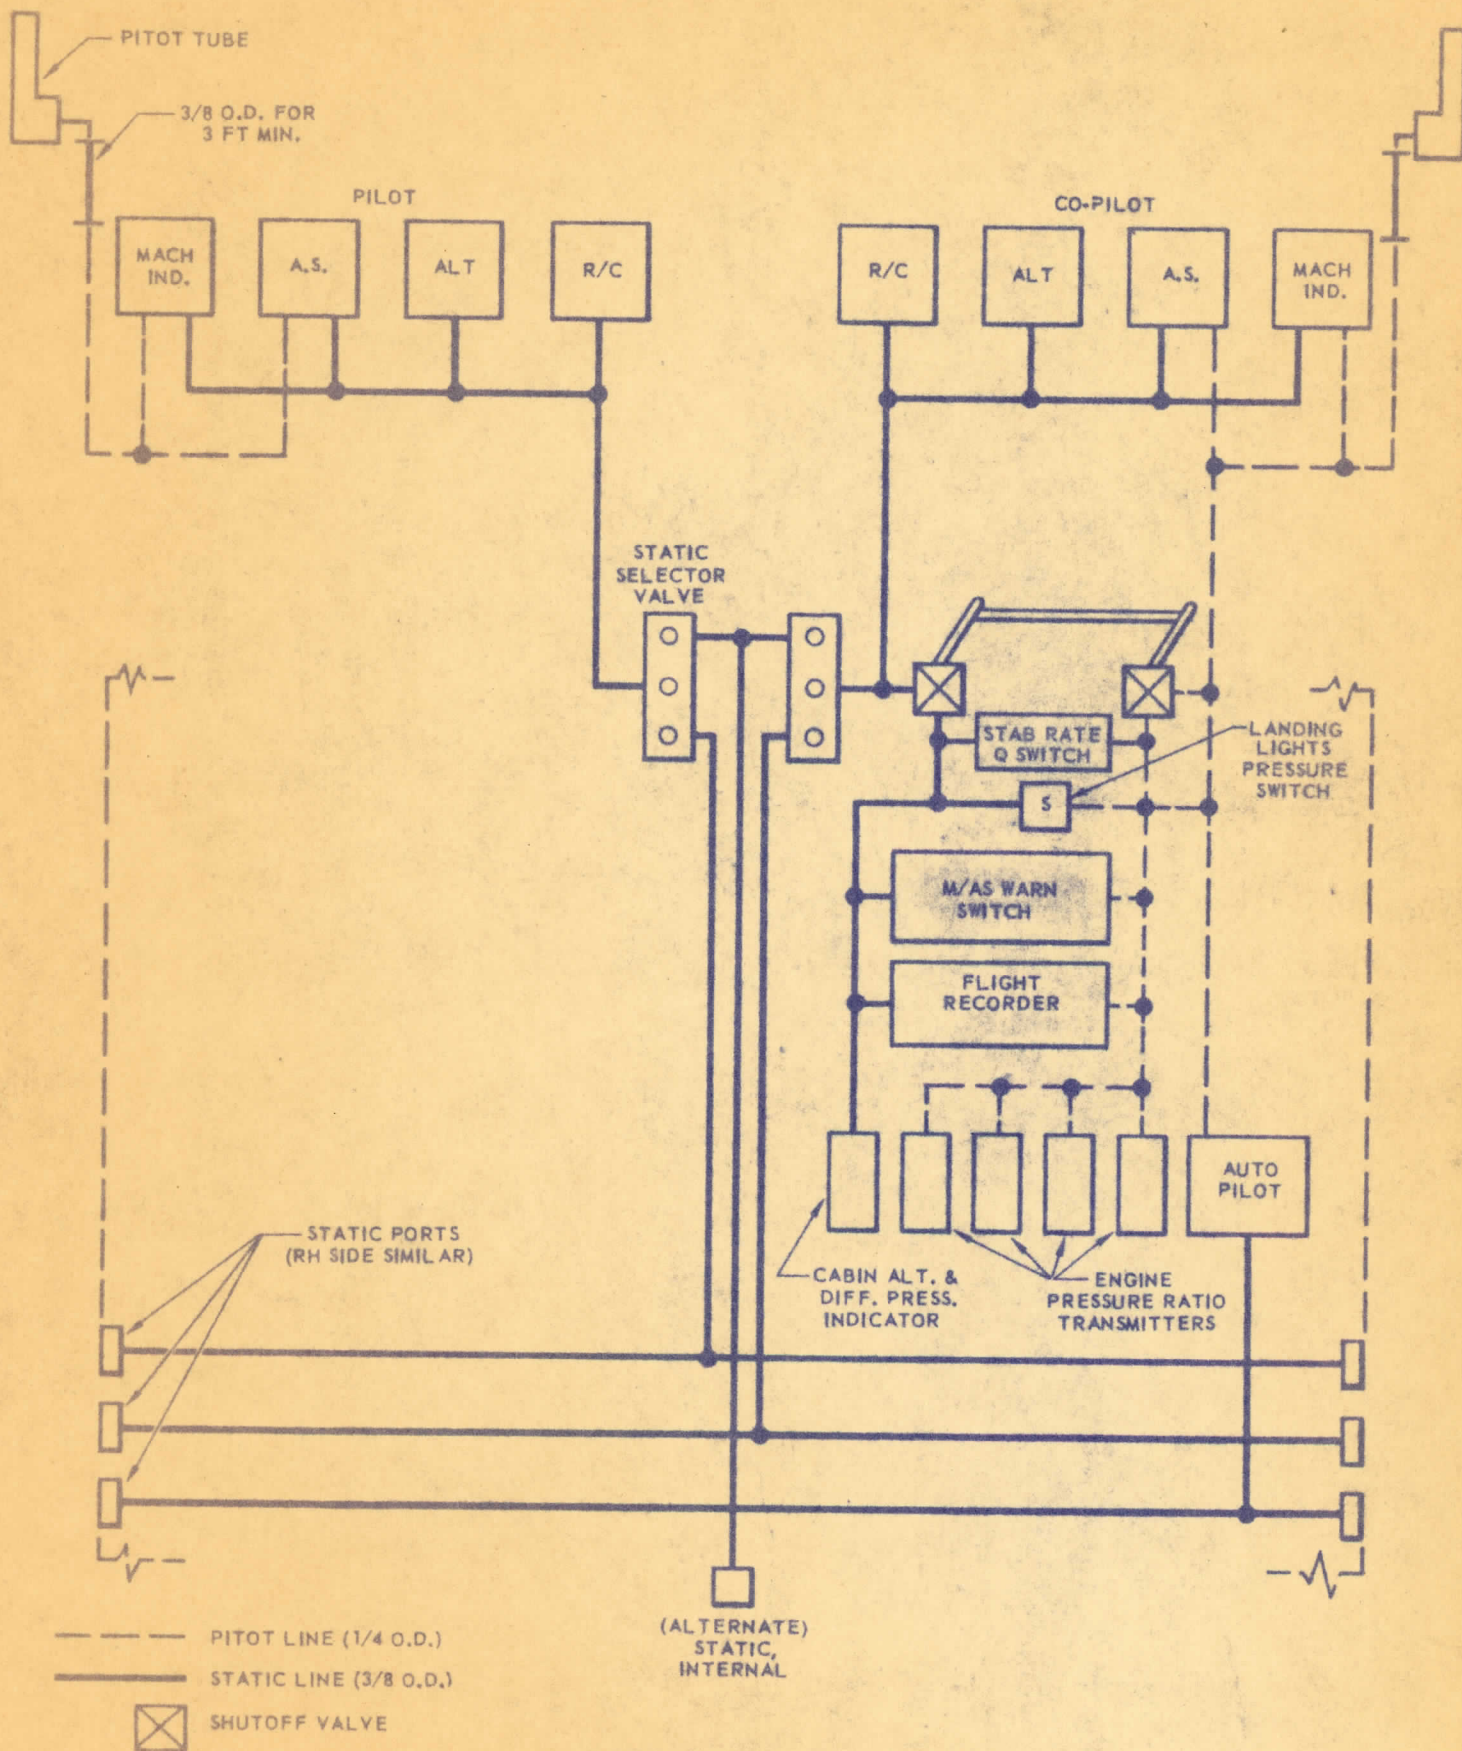 PITOT TUBE
3/8 O.D. FOR
3 FT MIN.
PILOT
CO-PILOT
MACH
IND.
A.S.
ALT
R/C
R/C
ALT
A.S.
MACH
IND.
STATIC
SELECTOR
VALVE
STAB RATE
Q SWITCH
LANDING
LIGHTS
PRESSURE
SWITCH
S
M/AS WARN
SWITCH
FLIGHT
RECORDER
AUTO
PILOT
STATIC PORTS
(RH SIDE SIMILAR)
CABIN ALT. &
DIFF. PRESS.
INDICATOR
ENGINE
PRESSURE RATIO
TRANSMITTERS
(ALTERNATE)
STATIC,
INTERNAL
PITOT LINE (1/4 O.D.)
STATIC LINE (3/8 O.D.)
SHUTOFF VALVE